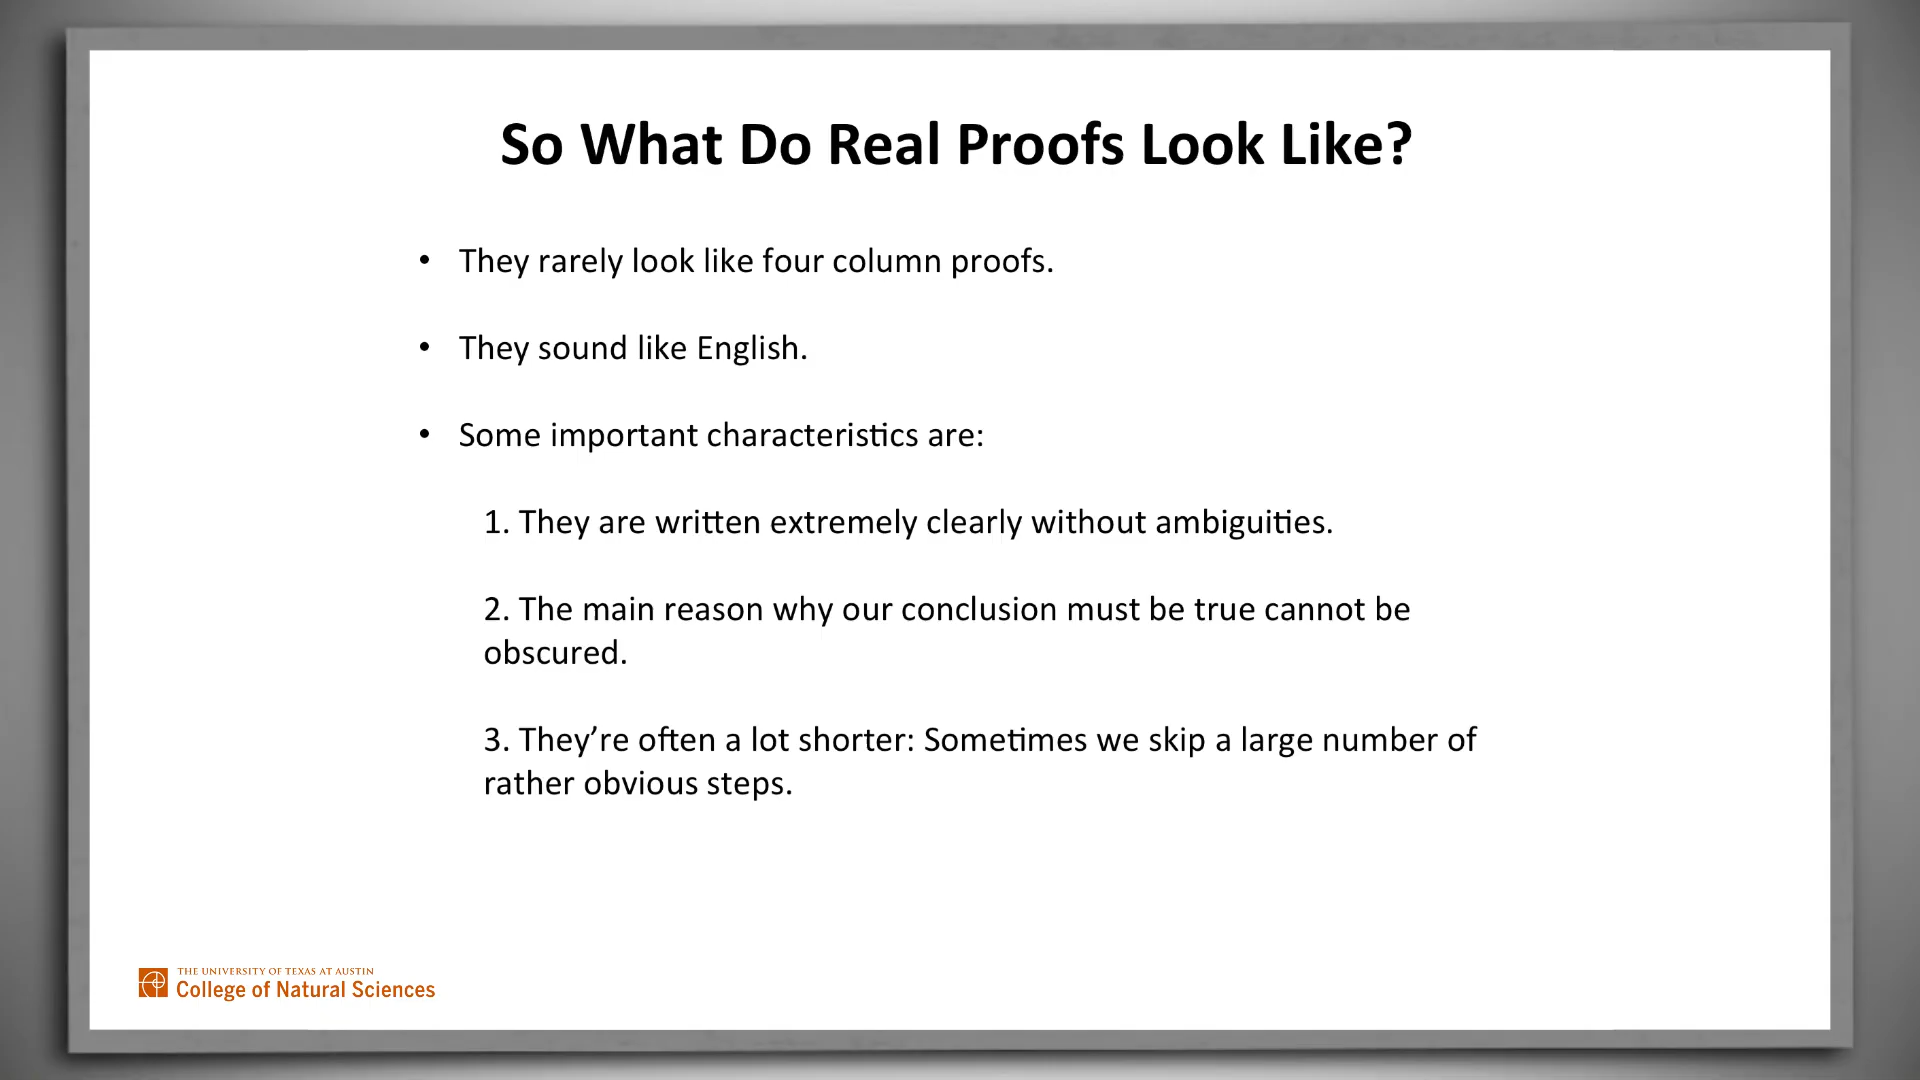 So What Do Real Proofs Look Like?
• They rarely look like four column proofs.
• They sound like English.
• Some important characteristics are:
1. They are written extremely clearly without ambiguities.
2. The main reason why our conclusion must be true cannot be
obscured.
3. They’re often a lot shorter: Sometimes we skip a large number of
rather obvious steps.
THE UNIVERSITY OF TEXAS AT AUSTIN
College of Natural Sciences